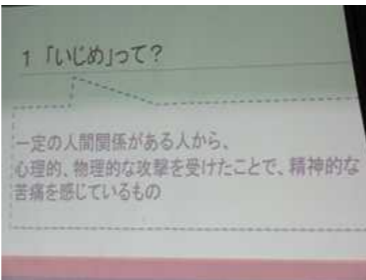 1 「いじめ」って？
一定の人間関係がある人から、
心理的、物理的な攻撃を受けたことで、精神的な
苦痛を感じているもの